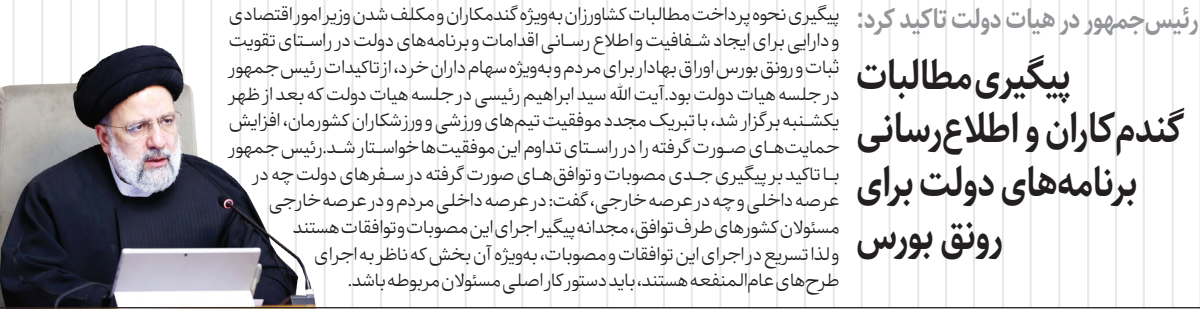 رئیس‌جمهور در هیات دولت تاکید کرد:
پیگیری مطالبات
گندم‌کاران و اطلاع‌رسانی
برنامه‌های دولت برای
رونق بورس
پیگیری نحوه پرداخت مطالبات کشاورزان به‌ویژه گندمکاران و مکلف شدن وزیر امور اقتصادی
و دارایی برای ایجاد شفافیت و اطلاع رسانی اقدامات و برنامه‌های دولت در راستای تقویت
ثبات و رونق بورس اوراق بهادار برای مردم و به‌ویژه سهام داران خرد، از تاکیدات رئیس جمهور
در جلسه هیات دولت بود.آیت الله سید ابراهیم رئیسی در جلسه هیات دولت که بعد از ظهر
یکشنبه برگزار شد، با تبریک مجدد موفقیت تیم‌های ورزشی و ورزشکاران کشورمان، افزایش
حمایت‌های صورت گرفته را در راستای تداوم این موفقیت‌ها خواستار شد.رئیس جمهور
با تاکید بر پیگیری جدی مصوبات و توافق‌های صورت گرفته در سفرهای دولت چه در
عرصه داخلی و چه در عرصه خارجی، گفت: در عرصه داخلی مردم و در عرصه خارجی
مسئولان کشورهای طرف توافق، مجدانه پیگیر اجرای این مصوبات و توافقات هستند
و لذا تسریع در اجرای این توافقات و مصوبات، به‌ویژه آن بخش که ناظر به اجرای
طرح‌های عام‌المنفعه هستند، باید دستور کار اصلی مسئولان مربوطه باشد.